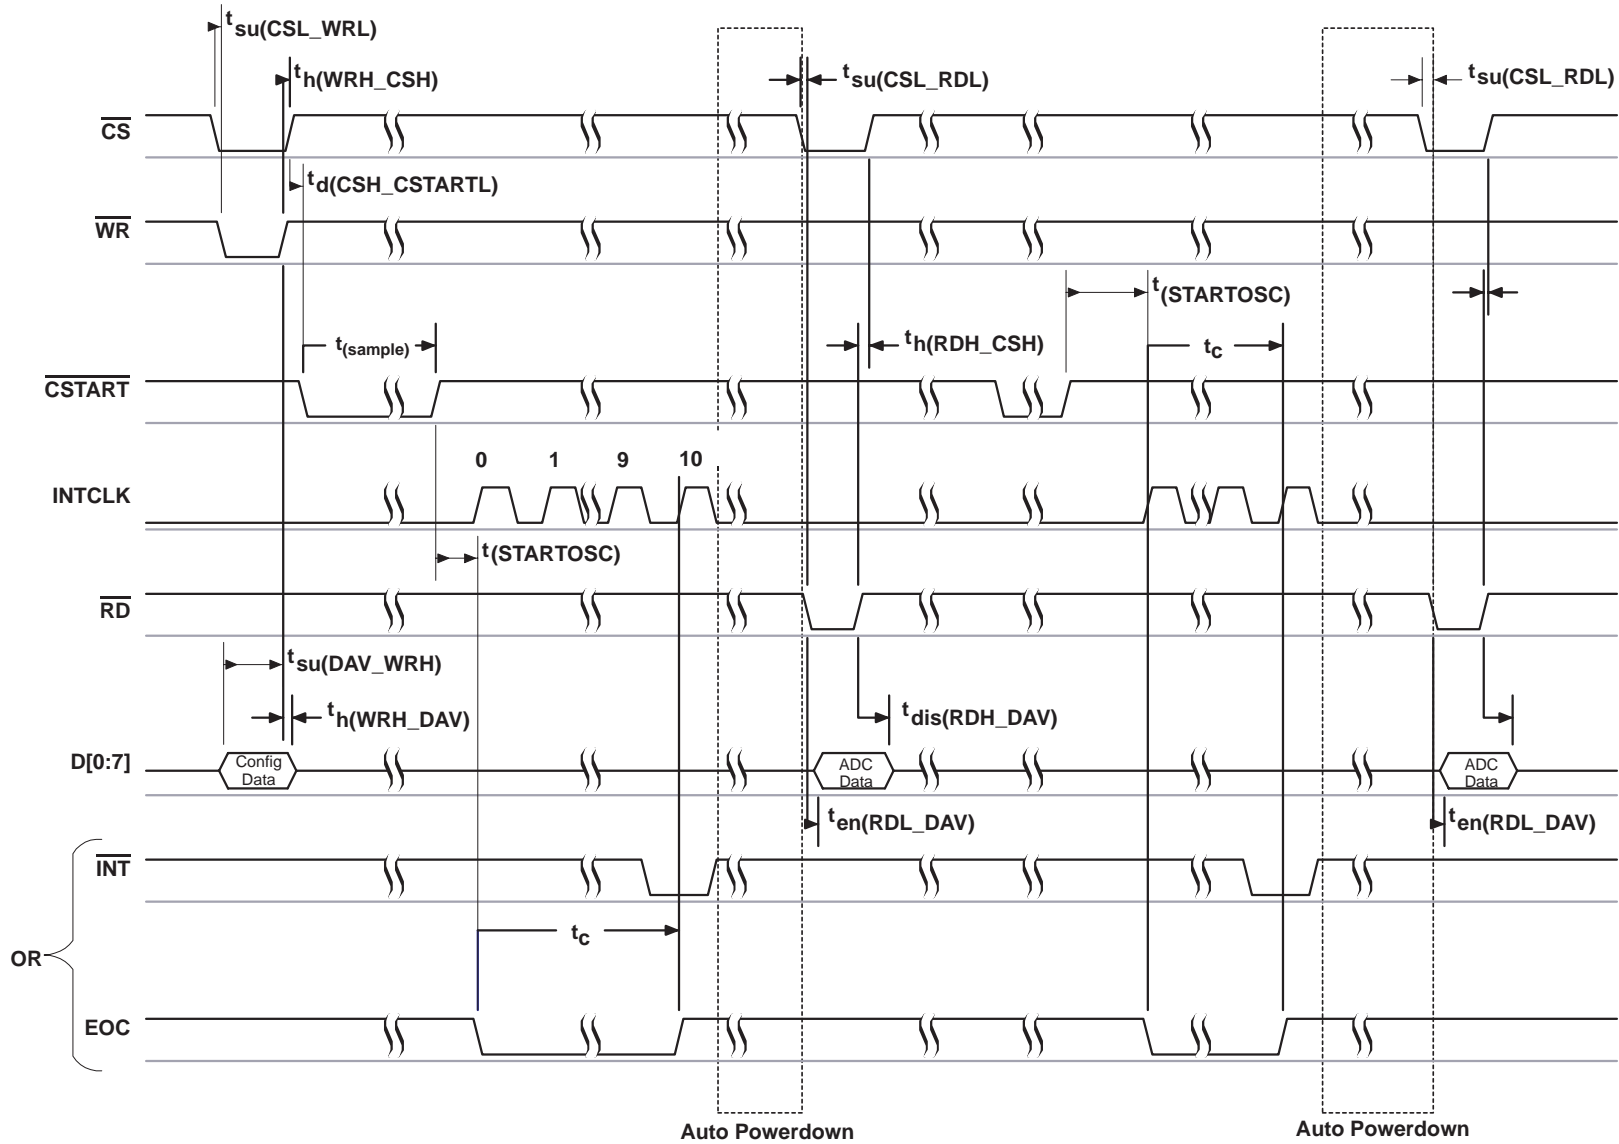 tsu(CSL_WRL)
th(WRH_CSH)
tsu(CSL_RDL)
tsu(CSL_RDL)
CS
td(CSH_CSTARTL)
WR
t(STARTOSC)
t(sample)
th(RDH_CSH)
tc
CSTART
0 1 9 10
INTCLK
t(STARTOSC)
RD
tsu(DAV_WRH)
th(WRH_DAV)
tdis(RDH_DAV)
D[0:7]
Config
Data
ADC
Data
ADC
Data
ten(RDL_DAV)
ten(RDL_DAV)
INT
OR
tc
EOC
Auto Powerdown
Auto Powerdown